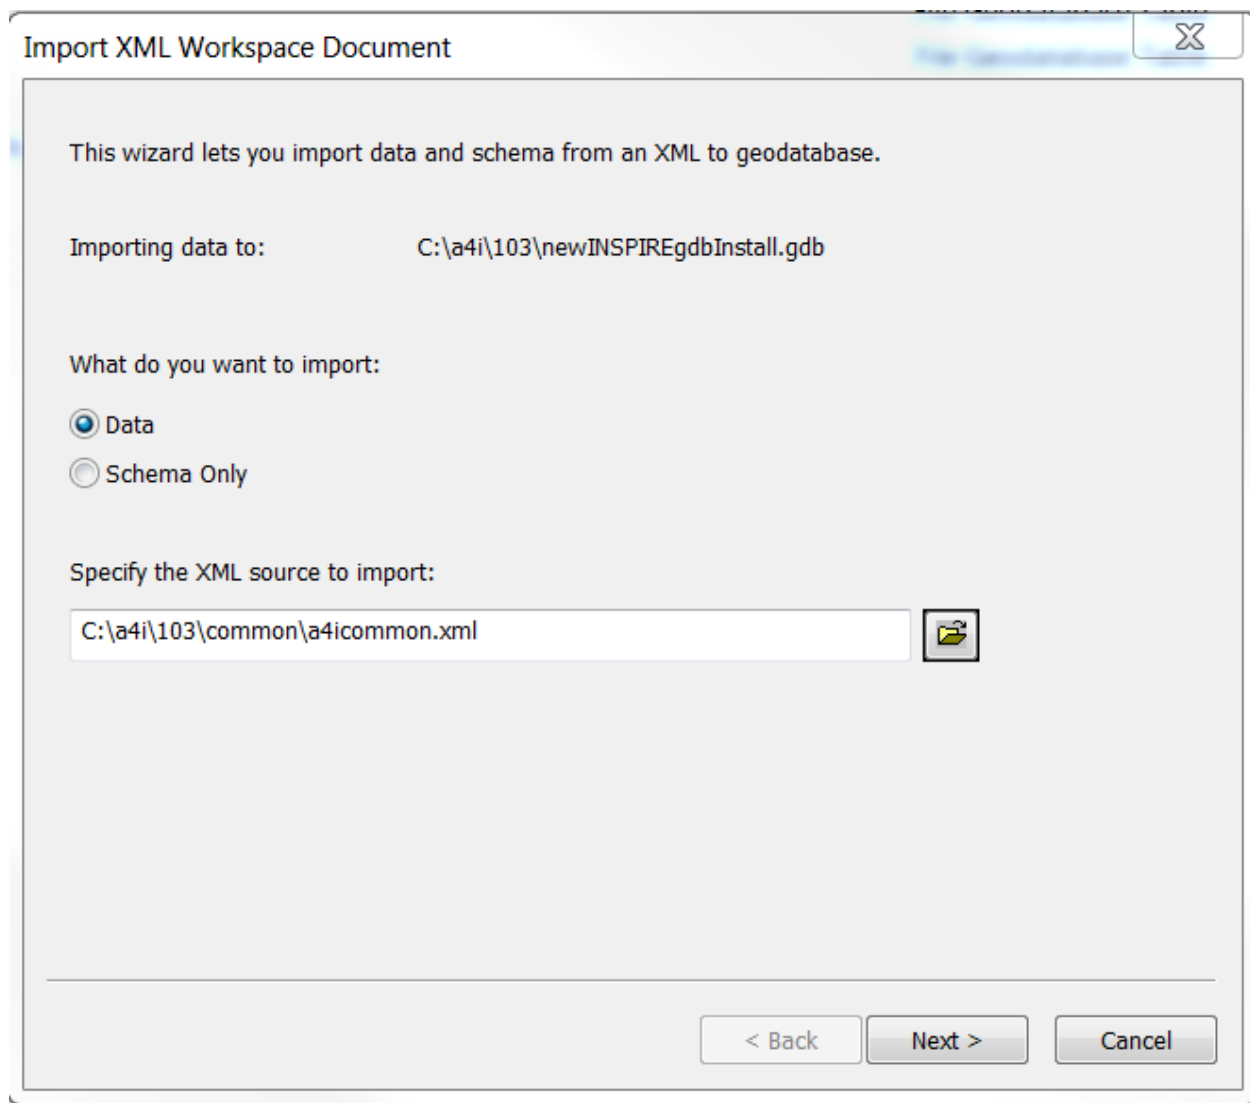 Import XML Workspace Document
This wizard lets you import data and schema from an XML to geodatabase.
Importing data to: C:\a4i\103\newINSPIREgdbInstall.gdb
What do you want to import:
Data
Schema Only
Specify the XML source to import:
C:\a4i\103\common\a4icommon.xml
< Back Next > Cancel